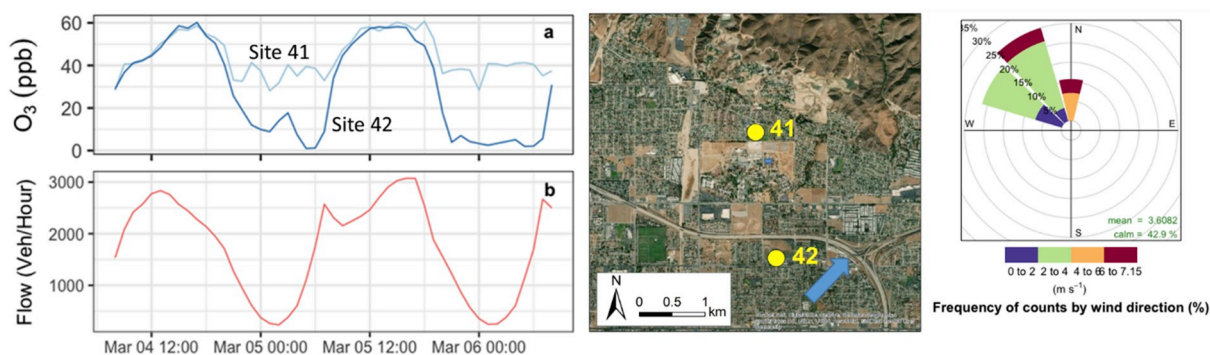 60
40
20
0
O₃ (ppb)
Site 41
Site 42
a
3000
2000
1000
Flow (Veh/Hour)
b
Mar 04 12:00
Mar 05 00:00
Mar 05 12:00
Mar 06 00:00
41
42
N
0 0.5 1
km
35%
30%
25%
20%
15%
10%
5%
N
W
E
S
mean = 3.6082
calm = 42.9 %
0 to 2
2 to 4
4 to 6
6 to 7.15
(m s⁻¹)
Frequency of counts by wind direction (%)